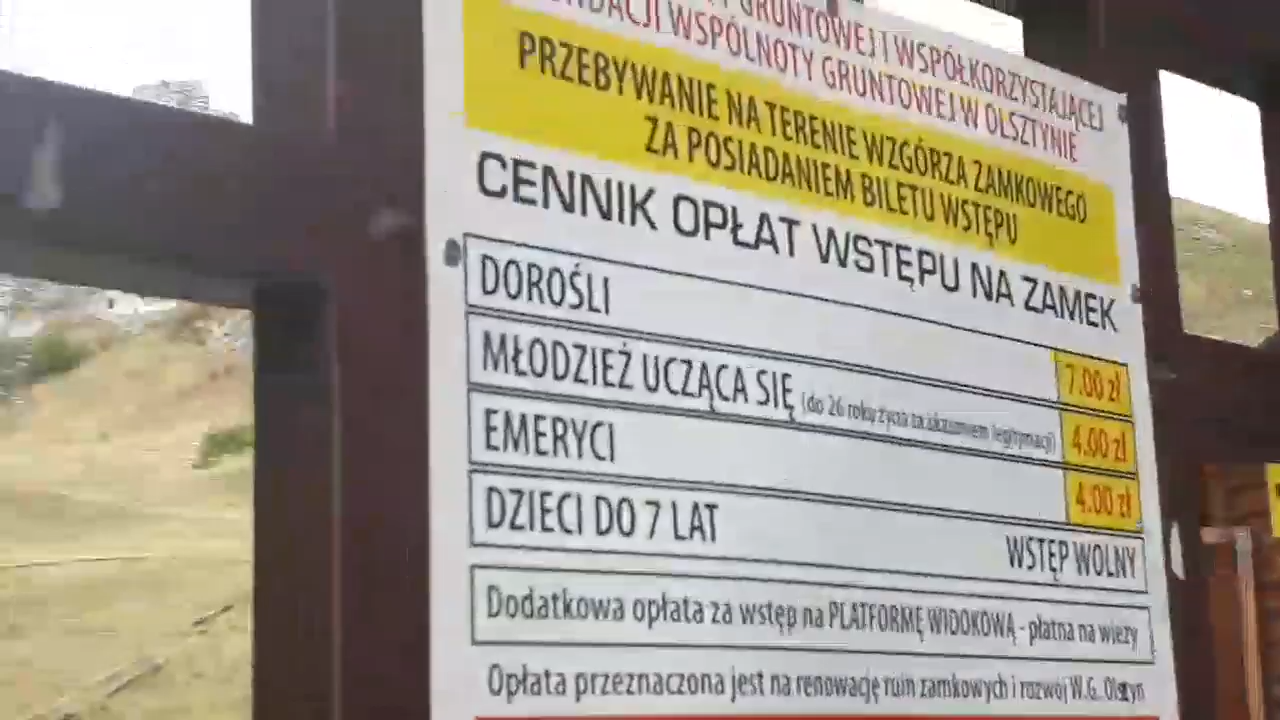 GRUNTOWEJ I WSPÓŁKORZYSTAJĄCEJ
WSPÓLNOTY GRUNTOWEJ W OLSZTYNIE
PRZEBYWANIE NA TERENIE WZGÓRZA ZAMKOWEGO
ZA POSIADANIEM BILETU WSTĘPU
CENNIK OPŁAT WSTĘPU NA ZAMEK
DOROŚLI 7.00 zł
MŁODZIEŻ UCZĄCA SIĘ (do 26 roku życia za okazaniem legitymacji) 4.00 zł
EMERYCI 4.00 zł
DZIECI DO 7 LAT WSTĘP WOLNY
Dodatkowa opłata za wstęp na PLATFORMĘ WIDOKOWĄ - płatna na wieży
Opłata przeznaczona jest na renowację ruin zamkowych i rozwój W.G. Olsztyn